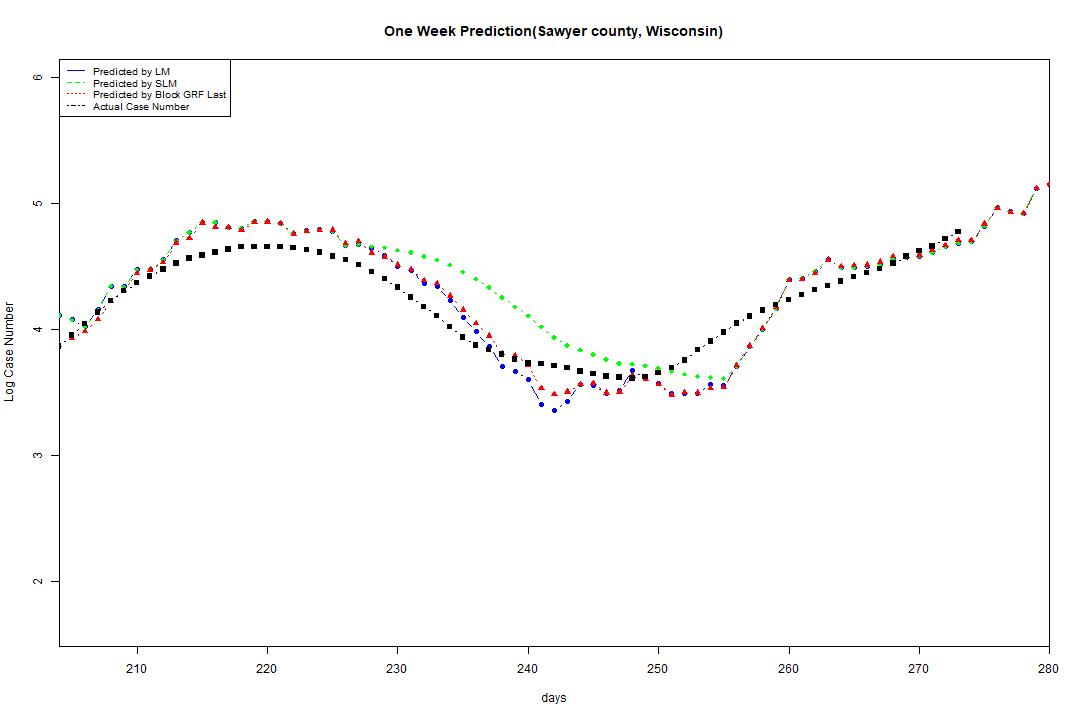 One Week Prediction(Sawyer county, Wisconsin)
Predicted by LM
Predicted by SLM
Predicted by Block GRF Last
Actual Case Number
6
5
4
3
2
Log Case Number
210 220 230 240 250 260 270 280
days